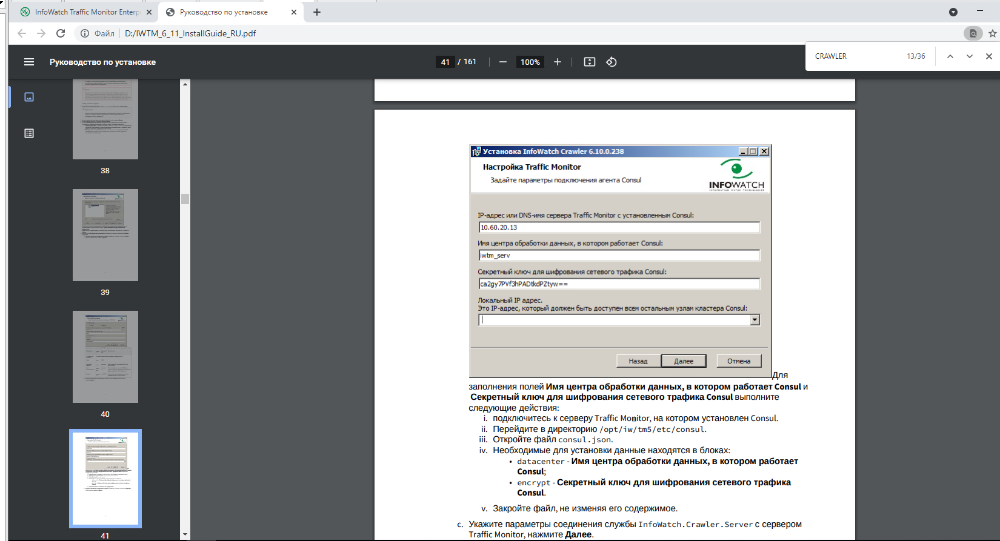 InfoWatch Traffic Monitor Enterp
Руководство по установке
Файл
D:/IWTM_6_11_InstallGuide_RU.pdf
Руководство по установке
41 / 161
100%
CRAWLER
13/36
38
39
40
41
Установка InfoWatch Crawler 6.10.0.238
Настройка Traffic Monitor
Задайте параметры подключения агента Consul
INFOWATCH
IP-адрес или DNS-имя сервера Traffic Monitor с установленным Consul:
10.60.20.13
Имя центра обработки данных, в котором работает Consul:
iwtm_serv
Секретный ключ для шифрования сетевого трафика Consul:
ca2gy7PVf3hPADtkdPZtyw==
Локальный IP адрес.
Это IP-адрес, который должен быть доступен всем остальным узлам кластера Consul:
Назад
Далее
Отмена
Для
заполнения полей Имя центра обработки данных, в котором работает Consul и
Секретный ключ для шифрования сетевого трафика Consul выполните
следующие действия:
i. подключитесь к серверу Traffic Monitor, на котором установлен Consul.
ii. Перейдите в директорию /opt/iw/tm5/etc/consul.
iii. Откройте файл consul.json.
iv. Необходимые для установки данные находятся в блоках:
• datacenter - Имя центра обработки данных, в котором работает
Consul;
• encrypt - Секретный ключ для шифрования сетевого трафика
Consul.
v. Закройте файл, не изменяя его содержимое.
c. Укажите параметры соединения службы InfoWatch.Crawler.Server с сервером
Traffic Monitor, нажмите Далее.